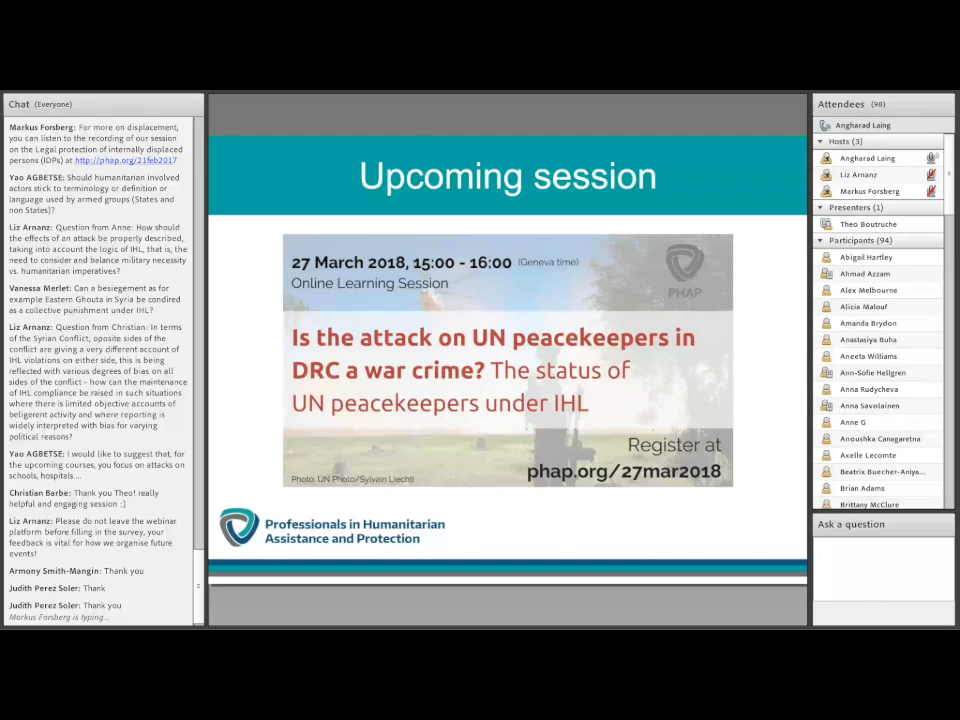 Chat (Everyone)
Markus Forsberg: For more on displacement,
you can listen to the recording of our session
on the Legal protection of internally displaced
persons (IDPs) at http://phap.org/21feb2017
Yao AGBETSE: Should humanitarian involved
actors stick to terminology or definition or
language used by armed groups (States and
non States)?
Liz Arnanz: Question from Anne: How should
the effects of an attack be properly described,
taking into account the logic of IHL, that is, the
need to consider and balance military necessity
vs. humanitarian imperatives?
Vanessa Merlet: Can a besiegement as for
example Eastern Ghouta in Syria be condired
as a collective punishment under IHL?
Liz Arnanz: Question from Christian: In terms
of the Syrian Conflict, oposite sides of the
conflict are giving a very different account of
IHL violations on either side, this is being
reflected with various degrees of bias on all
sides of the conflict - how can the maintenance
of IHL compliance be raised in such situations
where there is limited objective accounts of
beligerent activity and where reporting is
widely interpreted with bias for varying
political reasons?
Yao AGBETSE: I would like to suggest that, for
the upcoming courses, you focus on attacks on
schools, hospitals....
Christian Barbe: Thank you Theo! really
helpful and engaging session :)
Liz Arnanz: Please do not leave the webinar
platform before filling in the survey, your
feedback is vital for how we organise future
events!
Armony Smith-Mangin: Thank you
Judith Perez Soler: Thank
Judith Perez Soler: Thank you
Markus Forsberg is typing...
Upcoming session
27 March 2018, 15:00 - 16:00 (Geneva time)
Online Learning Session
PHAP
Is the attack on UN peacekeepers in
DRC a war crime? The status of
UN peacekeepers under IHL
Register at
phap.org/27mar2018
Photo: UN Photo/Sylvain Liechti
Professionals in Humanitarian
Assistance and Protection
Attendees (98)
Angharad Laing
Hosts (3)
Angharad Laing
Liz Arnanz
Markus Forsberg
Presenters (1)
Theo Boutruche
Participants (94)
Abigail Hartley
Ahmad Azzam
Alex Melbourne
Alicia Malouf
Amanda Brydon
Anastasiya Buha
Aneeta Williams
Ann-Sofie Hellgren
Anna Rudycheva
Anna Savolainen
Anne G
Anoushka Canagaretna
Axelle Lecomte
Beatrix Buecher-Aniya...
Brian Adams
Brittany McClure
Ask a question